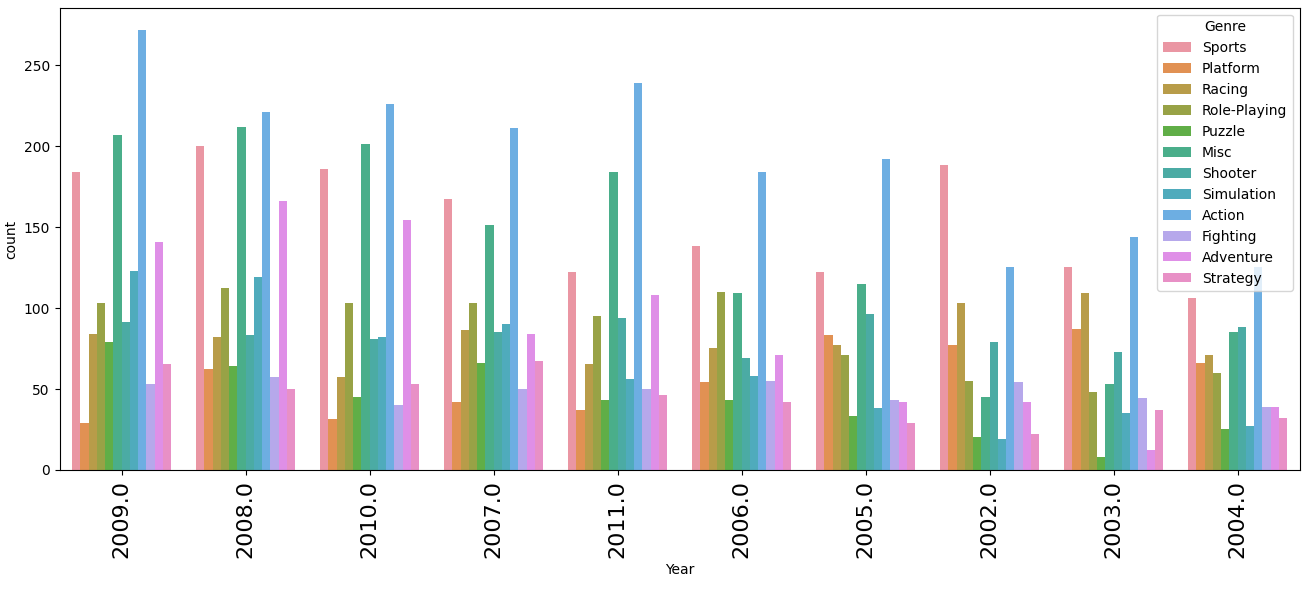 Genre
Sports
Platform
Racing
Role-Playing
Puzzle
Misc
Shooter
Simulation
Action
Fighting
Adventure
Strategy
count
250
200
150
100
50
0
2009.0
2008.0
2010.0
2007.0
2011.0
2006.0
2005.0
2002.0
2003.0
2004.0
Year